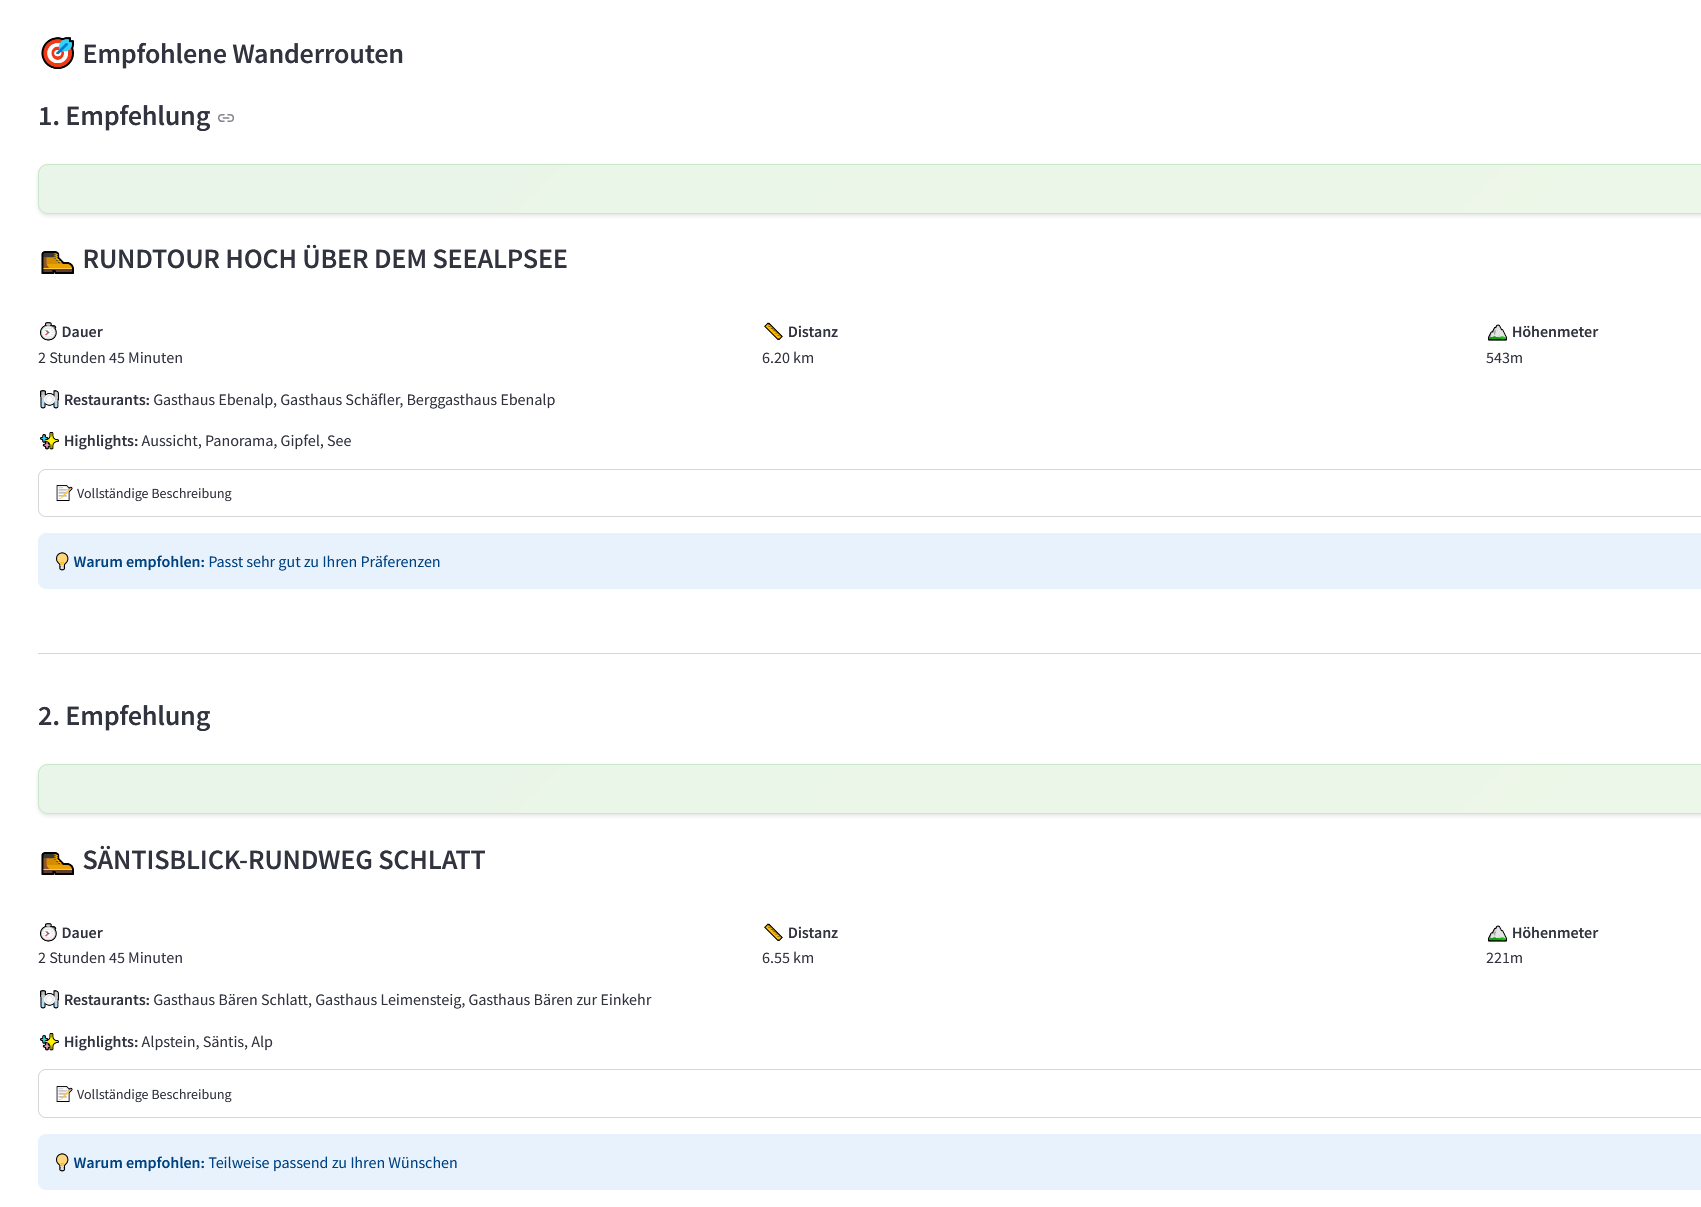 Empfohlene Wanderrouten
1. Empfehlung
RUNDTOUR HOCH ÜBER DEM SEEALPSEE
Dauer
2 Stunden 45 Minuten
Distanz
6.20 km
Höhenmeter
543m
Restaurants: Gasthaus Ebenalp, Gasthaus Schäfler, Berggasthaus Ebenalp
Highlights: Aussicht, Panorama, Gipfel, See
Vollständige Beschreibung
Warum empfohlen: Passt sehr gut zu Ihren Präferenzen
2. Empfehlung
SÄNTISBLICK-RUNDWEG SCHLATT
Dauer
2 Stunden 45 Minuten
Distanz
6.55 km
Höhenmeter
221m
Restaurants: Gasthaus Bären Schlatt, Gasthaus Leimensteig, Gasthaus Bären zur Einkehr
Highlights: Alpstein, Säntis, Alp
Vollständige Beschreibung
Warum empfohlen: Teilweise passend zu Ihren Wünschen